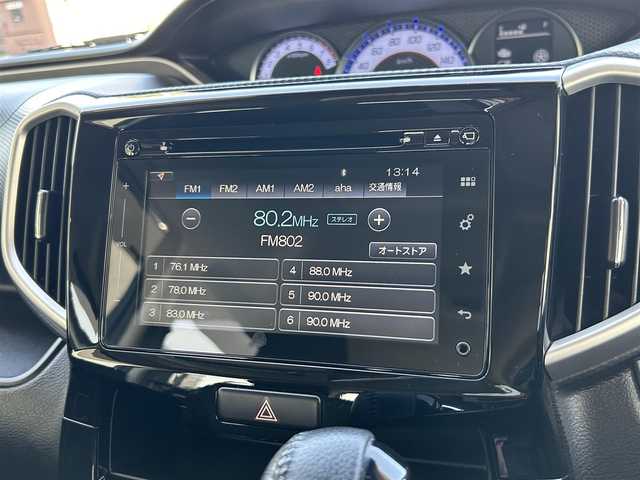 13:14
FM1 FM2 AM1 AM2 aha 交通情報
80.2MHz ステレオ
FM802
オートストア
1 76.1 MHz
2 78.0 MHz
3 83.0 MHz
4 88.0 MHz
5 90.0 MHz
6 90.0 MHz
VOL